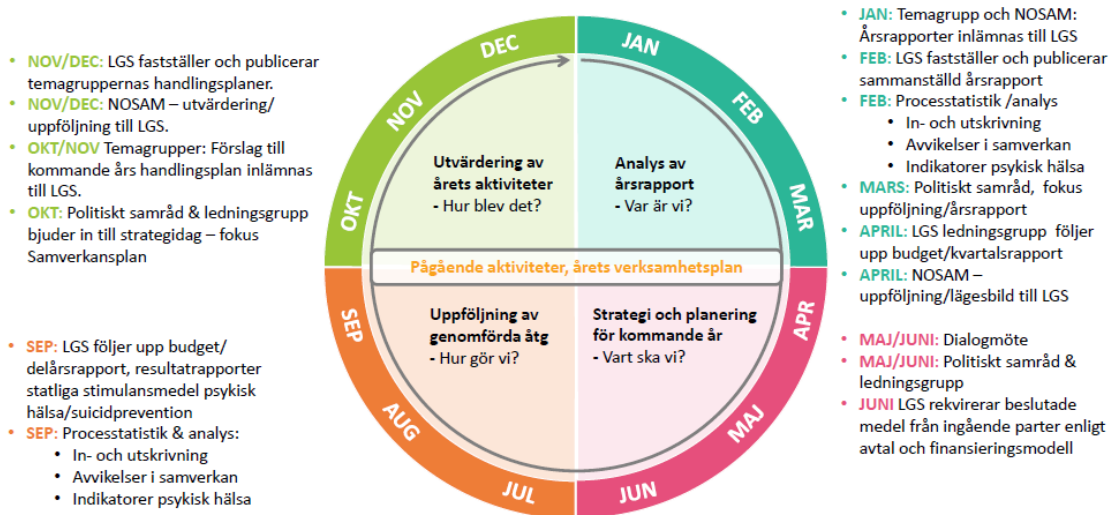 • NOV/DEC: LGS fastställer och publicerar
temagruppernas handlingsplaner.
• NOV/DEC: NOSAM – utvärdering/
uppföljning till LGS.
• OKT/NOV Temagrupper: Förslag till
kommande års handlingsplan inlämnas
till LGS.
• OKT: Politiskt samråd & ledningsgrupp
bjuder in till strategidag – fokus
Samverkansplan
• SEP: LGS följer upp budget/
delårsrapport, resultatrapporter
statliga stimulansmedel psykisk
hälsa/suicidprevention
• SEP: Processtatistik & analys:
• In- och utskrivning
• Avvikelser i samverkan
• Indikatorer psykisk hälsa
DEC
JAN
NOV
FEB
OKT
MAR
SEP
APR
AUG
MAJ
JUL
JUN
Utvärdering av
årets aktiviteter
- Hur blev det?
Analys av
årsrapport
- Var är vi?
Pågående aktiviteter, årets verksamhetsplan
Uppföljning av
genomförda åtg
- Hur gör vi?
Strategi och planering
för kommande år
- Vart ska vi?
• JAN: Temagrupp och NOSAM:
Årsrapporter inlämnas till LGS
• FEB: LGS fastställer och publicerar
sammanställd årsrapport
• FEB: Processtatistik /analys
• In- och utskrivning
• Avvikelser i samverkan
• Indikatorer psykisk hälsa
• MARS: Politiskt samråd, fokus
uppföljning/årsrapport
• APRIL: LGS ledningsgrupp följer
upp budget/kvartalsrapport
• APRIL: NOSAM –
uppföljning/lägesbild till LGS
• MAJ/JUNI: Dialogmöte
• MAJ/JUNI: Politiskt samråd &
ledningsgrupp
• JUNI LGS rekvirerar beslutade
medel från ingående parter enligt
avtal och finansieringsmodell